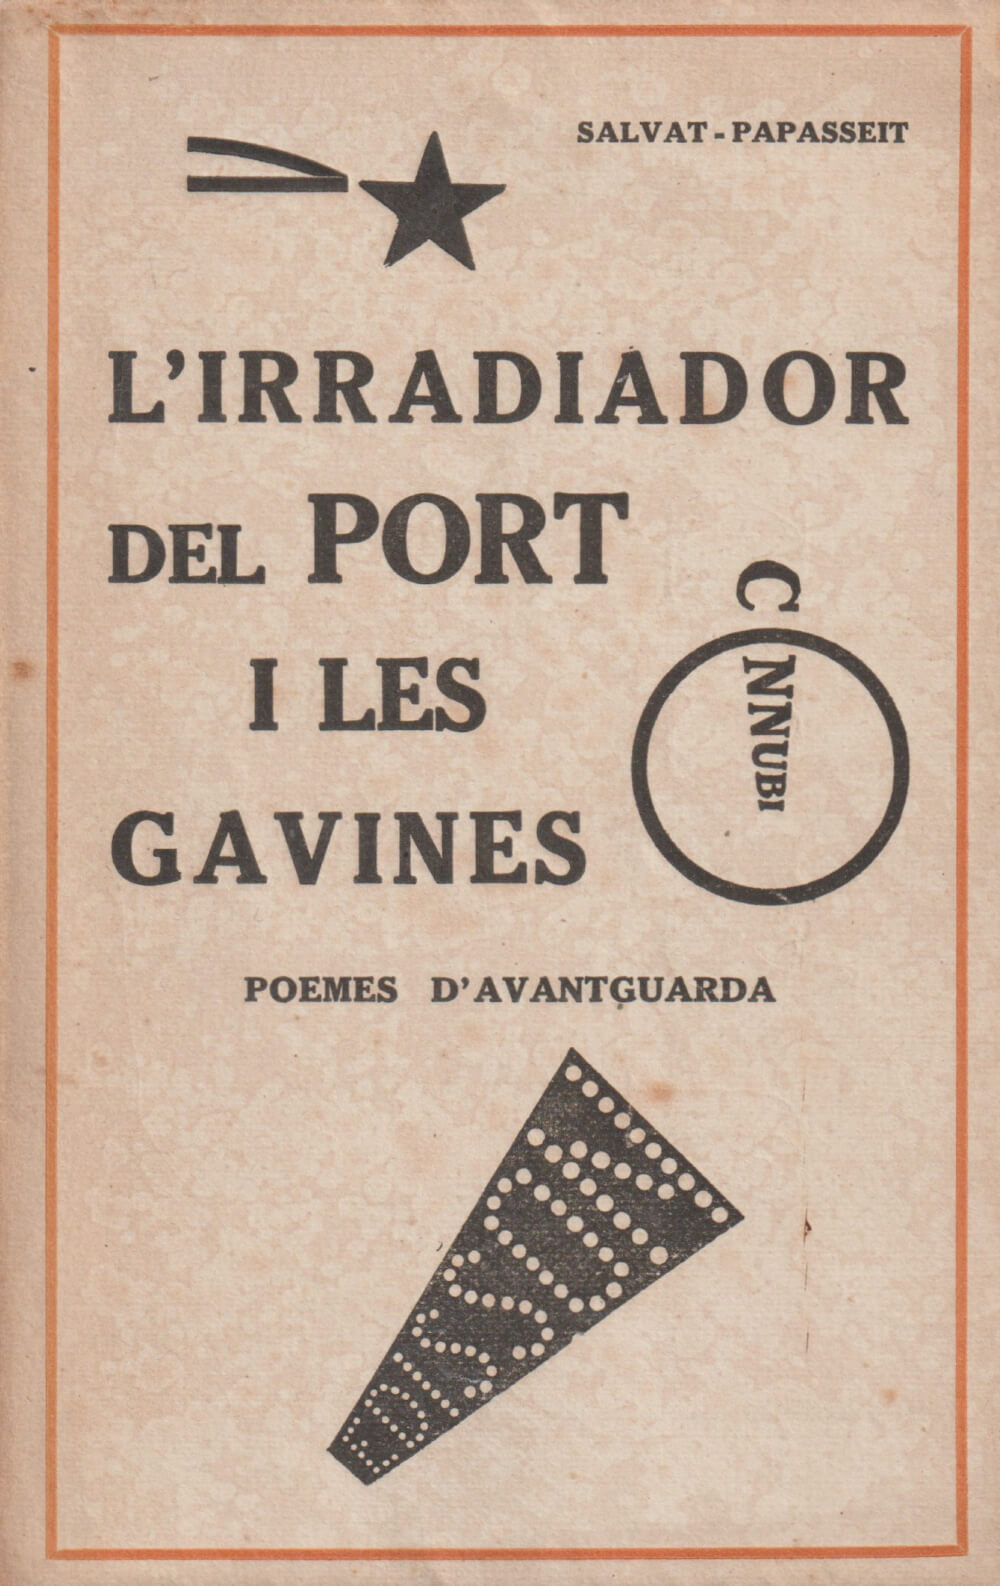 SALVAT-PAPASSEIT
L'IRRADIADOR
DEL PORT
I LES
GAVINES
C
NNUBI
POEMES D'AVANTGUARDA